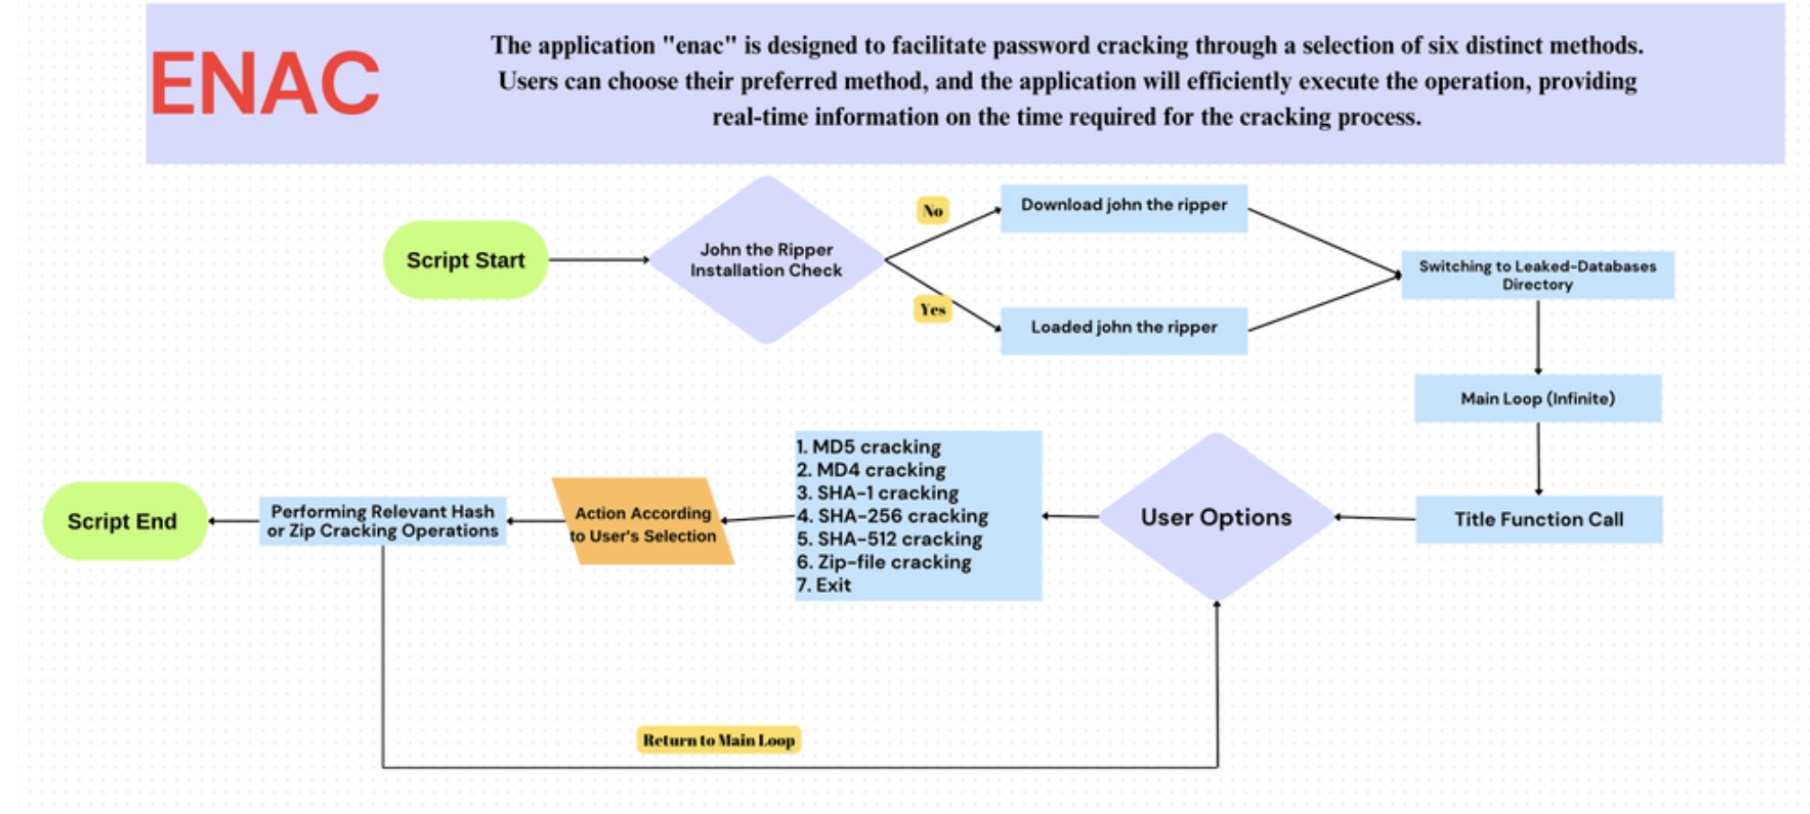 ENAC
The application "enac" is designed to facilitate password cracking through a selection of six distinct methods.
Users can choose their preferred method, and the application will efficiently execute the operation, providing
real-time information on the time required for the cracking process.
Script Start
John the Ripper
Installation Check
No
Yes
Download john the ripper
Loaded john the ripper
Switching to Leaked-Databases
Directory
Main Loop (Infinite)
Title Function Call
User Options
1. MD5 cracking
2. MD4 cracking
3. SHA-1 cracking
4. SHA-256 cracking
5. SHA-512 cracking
6. Zip-file cracking
7. Exit
Action According
to User's Selection
Performing Relevant Hash
or Zip Cracking Operations
Script End
Return to Main Loop